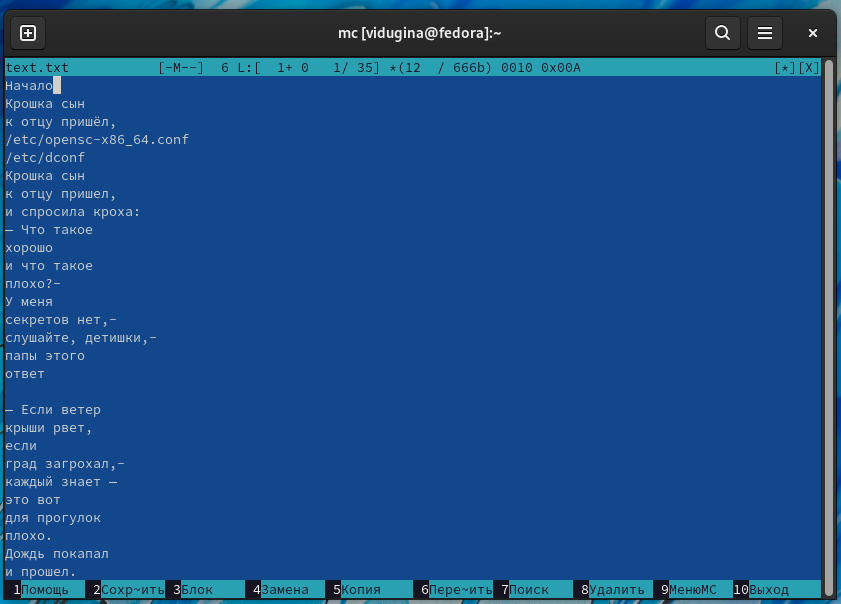 mc [vidugina@fedora]:~
text.txt [-M--] 6 L:[ 1+ 0 1/ 35] *(12 / 666b) 0010 0x00A [*][X]
Начало
Крошка сын
к отцу пришёл,
/etc/opensc-x86_64.conf
/etc/dconf
Крошка сын
к отцу пришел,
и спросила кроха:
— Что такое
хорошо
и что такое
плохо?-
У меня
секретов нет,-
слушайте, детишки,-
папы этого
ответ
— Если ветер
крыши рвет,
если
град загрохал,-
каждый знает —
это вот
для прогулок
плохо.
Дождь покапал
и прошел.
1Помощь 2Сохр~ить 3Блок 4Замена 5Копия 6Пере~ить 7Поиск 8Удалить 9МенюМС 10Выход